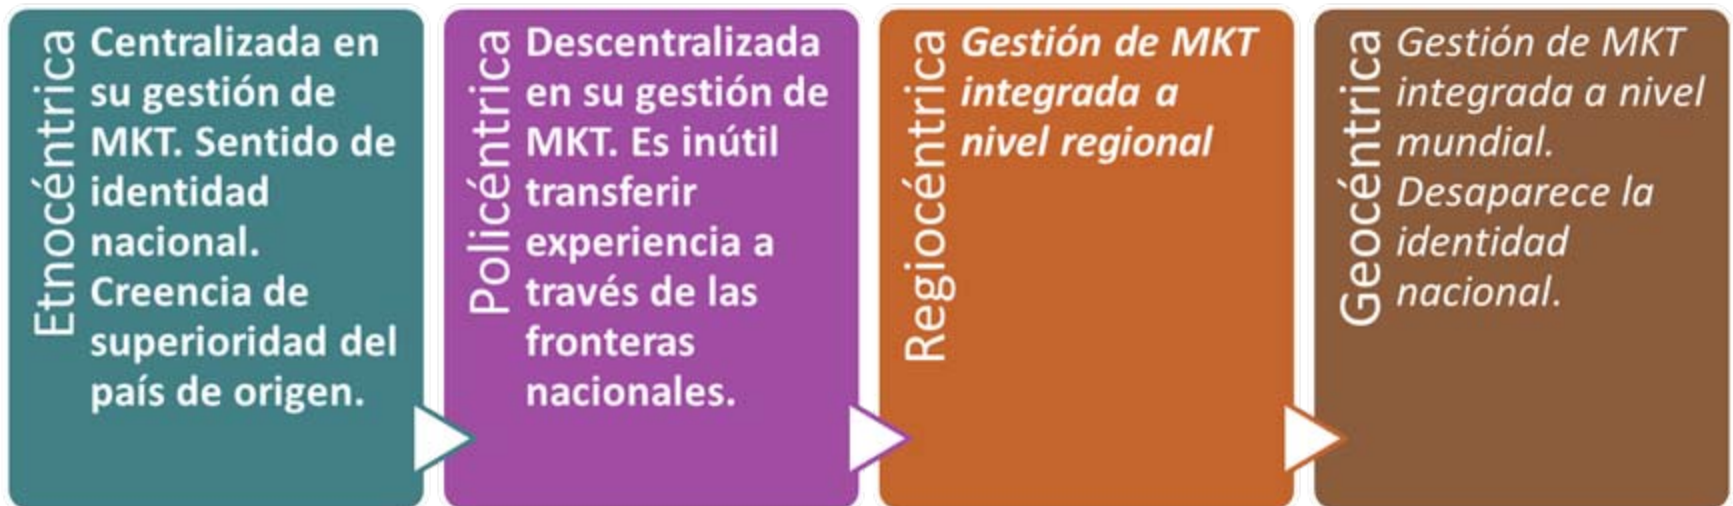 Etnocéntrica
Centralizada en
su gestión de
MKT. Sentido de
identidad
nacional.
Creencia de
superioridad del
país de origen.
Policéntrica
Descentralizada
en su gestión de
MKT. Es inútil
transferir
experiencia a
través de las
fronteras
nacionales.
Regiocéntrica
Gestión de MKT
integrada a
nivel regional
Geocéntrica
Gestión de MKT
integrada a nivel
mundial.
Desaparece la
identidad
nacional.